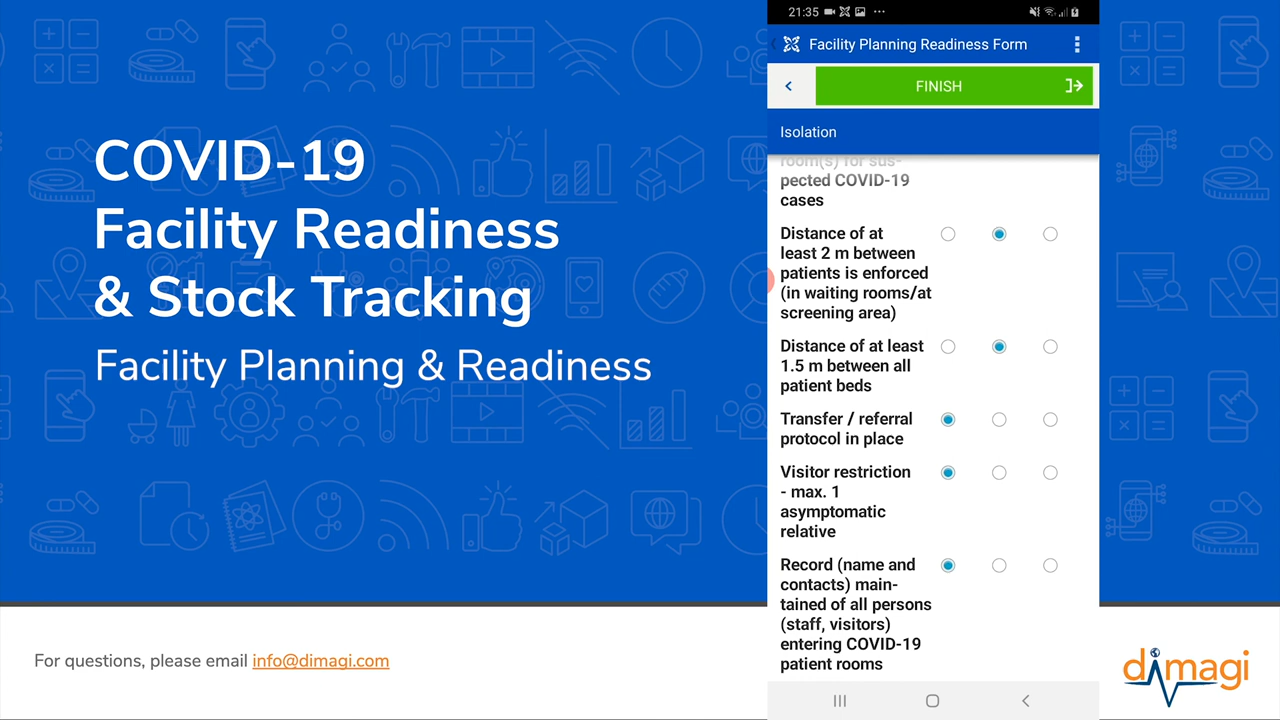 COVID-19
Facility Readiness
& Stock Tracking
Facility Planning & Readiness
For questions, please email info@dimagi.com
21:35
Facility Planning Readiness Form
FINISH
Isolation
room(s) for sus-
pected COVID-19
cases
Distance of at
least 2 m between
patients is enforced
(in waiting rooms/at
screening area)
Distance of at least
1.5 m between all
patient beds
Transfer / referral
protocol in place
Visitor restriction
- max. 1
asymptomatic
relative
Record (name and
contacts) main-
tained of all persons
(staff, visitors)
entering COVID-19
patient rooms
dimagi